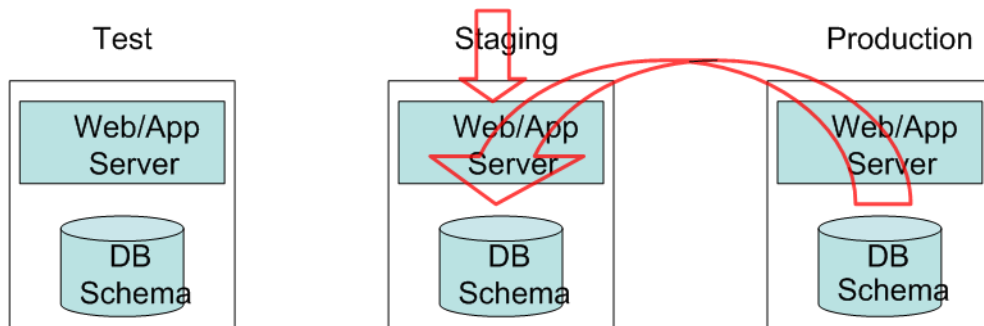 Test
Staging
Production
Web/App
Server
Web/App
Server
Web/App
Server
DB
Schema
DB
Schema
DB
Schema